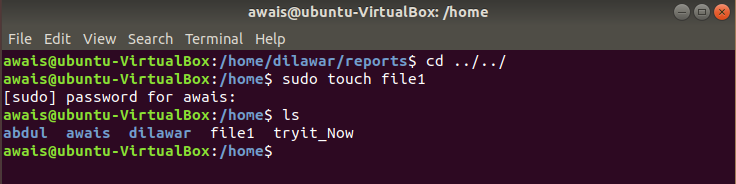 awais@ubuntu-VirtualBox: /home
File Edit View Search Terminal Help
awais@ubuntu-VirtualBox:/home/dilawar/reports$ cd ../../
awais@ubuntu-VirtualBox:/home$ sudo touch file1
[sudo] password for awais:
awais@ubuntu-VirtualBox:/home$ ls
abdul  awais  dilawar  file1  tryit_Now
awais@ubuntu-VirtualBox:/home$